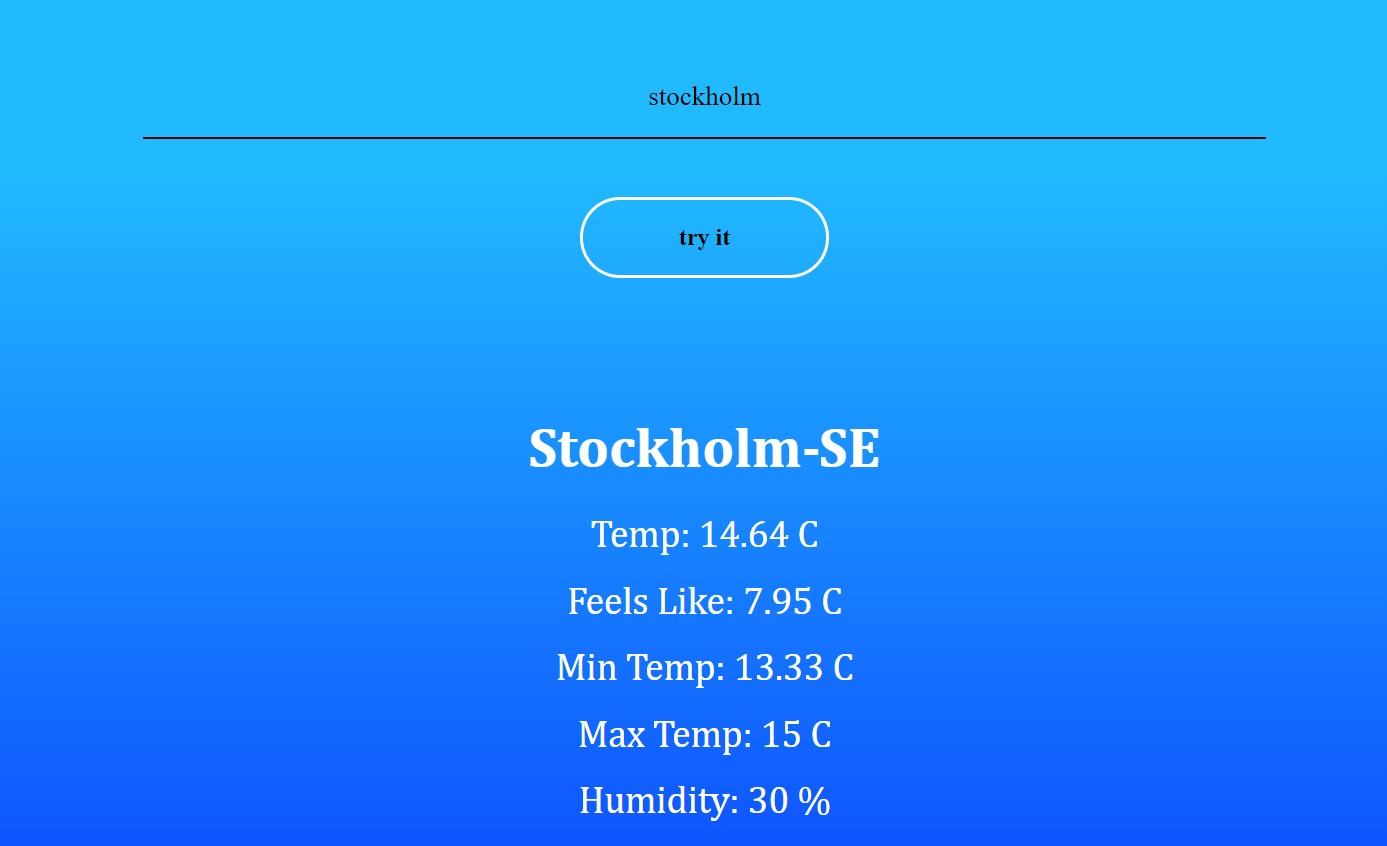 stockholm
try it
Stockholm-SE
Temp: 14.64 C
Feels Like: 7.95 C
Min Temp: 13.33 C
Max Temp: 15 C
Humidity: 30 %